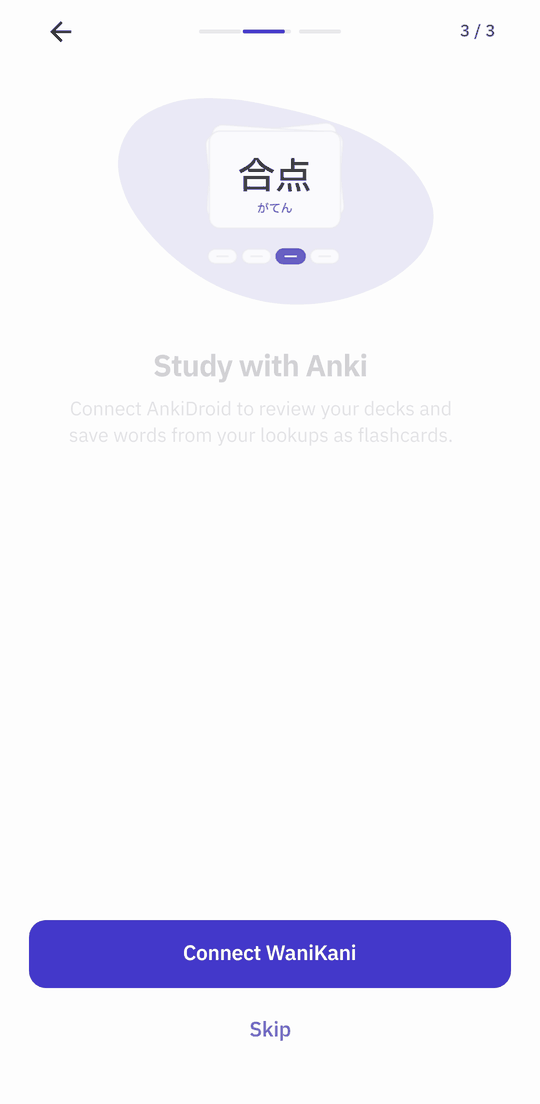 3 / 3
合点
がてん
Study with Anki
Connect AnkiDroid to review your decks and
save words from your lookups as flashcards.
Connect WaniKani
Skip